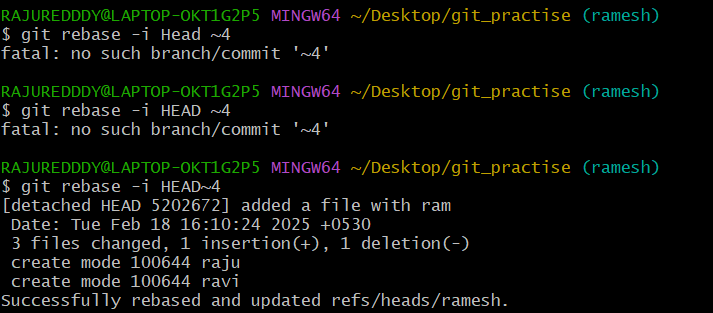 RAJUREDDDY@LAPTOP-OKT1G2P5 MINGW64 ~/Desktop/git_practise (ramesh)
$ git rebase -i Head ~4
fatal: no such branch/commit '~4'
RAJUREDDDY@LAPTOP-OKT1G2P5 MINGW64 ~/Desktop/git_practise (ramesh)
$ git rebase -i HEAD ~4
fatal: no such branch/commit '~4'
RAJUREDDDY@LAPTOP-OKT1G2P5 MINGW64 ~/Desktop/git_practise (ramesh)
$ git rebase -i HEAD~4
[detached HEAD 5202672] added a file with ram
 Date: Tue Feb 18 16:10:24 2025 +0530
 3 files changed, 1 insertion(+), 1 deletion(-)
 create mode 100644 raju
 create mode 100644 ravi
Successfully rebased and updated refs/heads/ramesh.